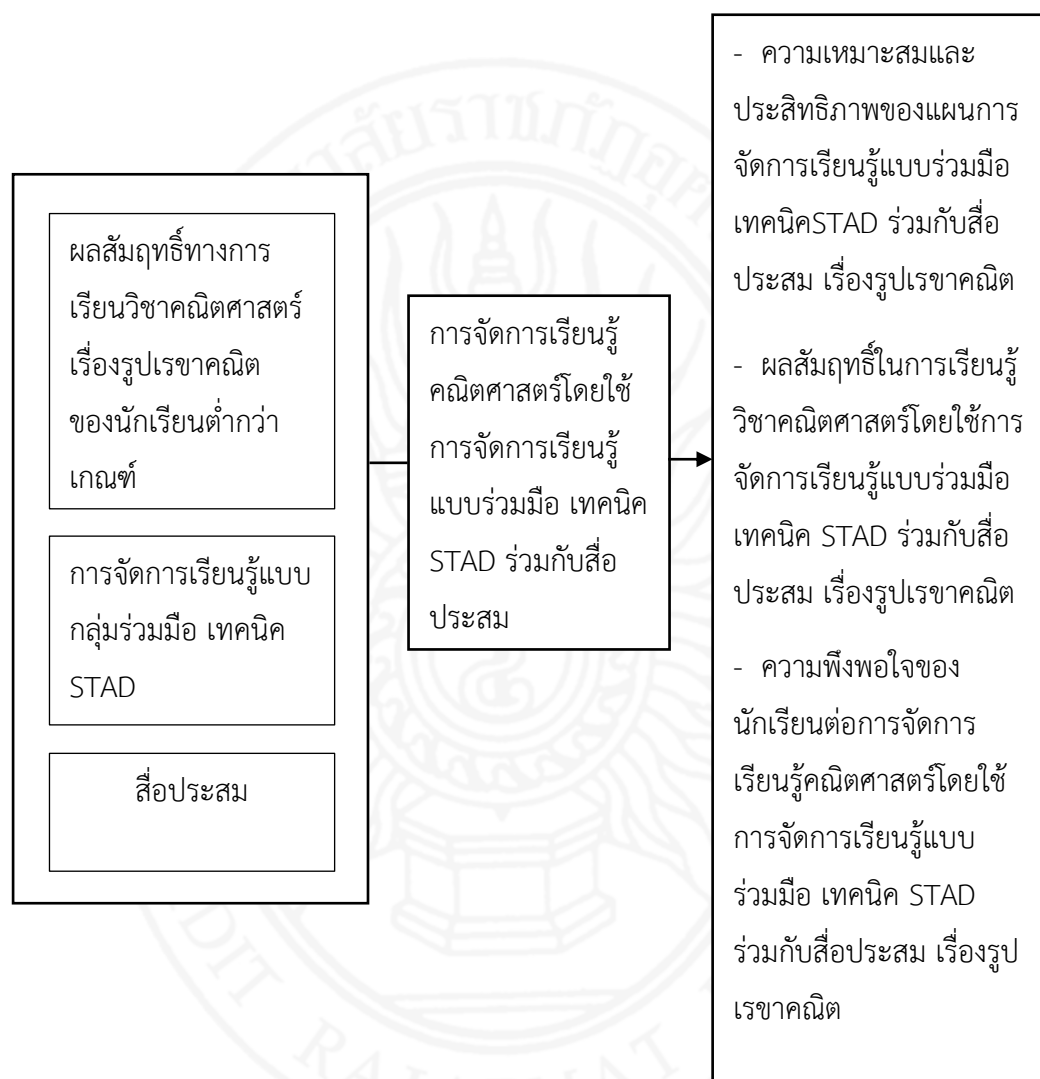 ผลสัมฤทธิ์ทางการ
เรียนวิชาคณิตศาสตร์
เรื่องรูปเรขาคณิต
ของนักเรียนต่ำกว่า
เกณฑ์
การจัดการเรียนรู้แบบ
กลุ่มร่วมมือ เทคนิค
STAD
สื่อประสม
การจัดการเรียนรู้
คณิตศาสตร์โดยใช้
การจัดการเรียนรู้
แบบร่วมมือ เทคนิค
STAD ร่วมกับสื่อ
ประสม
- ความเหมาะสมและ
ประสิทธิภาพของแผนการ
จัดการเรียนรู้แบบร่วมมือ
เทคนิคSTAD ร่วมกับสื่อ
ประสม เรื่องรูปเรขาคณิต
- ผลสัมฤทธิ์ในการเรียนรู้
วิชาคณิตศาสตร์โดยใช้การ
จัดการเรียนรู้แบบร่วมมือ
เทคนิค STAD ร่วมกับสื่อ
ประสม เรื่องรูปเรขาคณิต
- ความพึงพอใจของ
นักเรียนต่อการจัดการ
เรียนรู้คณิตศาสตร์โดยใช้
การจัดการเรียนรู้แบบ
ร่วมมือ เทคนิค STAD
ร่วมกับสื่อประสม เรื่องรูป
เรขาคณิต